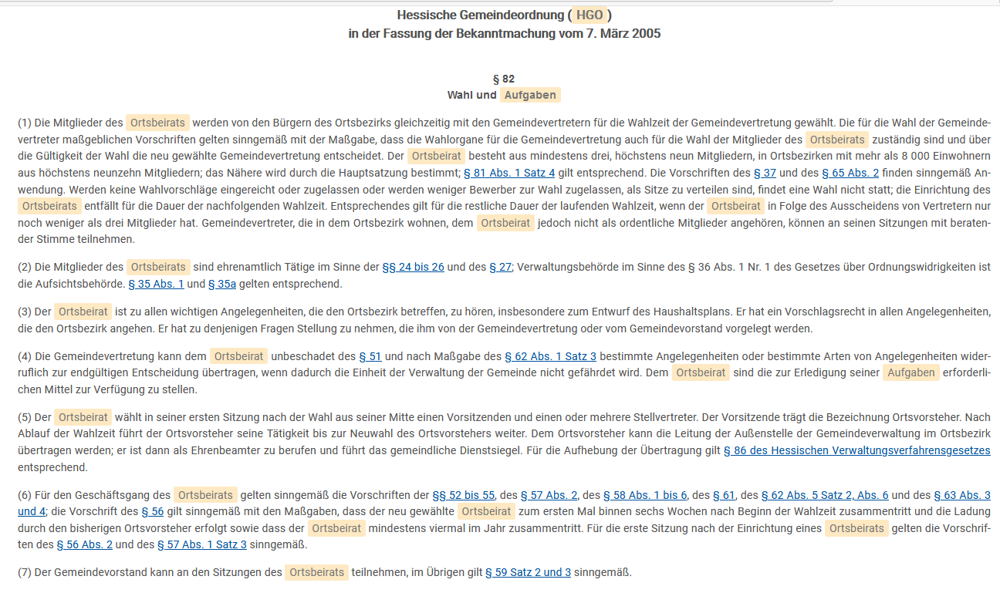 Hessische Gemeindeordnung ( HGO )
in der Fassung der Bekanntmachung vom 7. März 2005
§ 82
Wahl und Aufgaben
(1) Die Mitglieder des Ortsbeirats werden von den Bürgern des Ortsbezirks gleichzeitig mit den Gemeindevertretern für die Wahlzeit der Gemeindevertretung gewählt. Die für die Wahl der Gemeinde-
vertreter maßgeblichen Vorschriften gelten sinngemäß mit der Maßgabe, dass die Wahlorgane für die Gemeindevertretung auch für die Wahl der Mitglieder des Ortsbeirats zuständig sind und über
die Gültigkeit der Wahl die neu gewählte Gemeindevertretung entscheidet. Der Ortsbeirat besteht aus mindestens drei, höchstens neun Mitgliedern, in Ortsbezirken mit mehr als 8 000 Einwohnern
aus höchstens neunzehn Mitgliedern; das Nähere wird durch die Hauptsatzung bestimmt; § 81 Abs. 1 Satz 4 gilt entsprechend. Die Vorschriften des § 37 und des § 65 Abs. 2 finden sinngemäß An-
wendung. Werden keine Wahlvorschläge eingereicht oder zugelassen oder werden weniger Bewerber zur Wahl zugelassen, als Sitze zu verteilen sind, findet eine Wahl nicht statt; die Einrichtung des
Ortsbeirats entfällt für die Dauer der nachfolgenden Wahlzeit. Entsprechendes gilt für die restliche Dauer der laufenden Wahlzeit, wenn der Ortsbeirat in Folge des Ausscheidens von Vertretern nur
noch weniger als drei Mitglieder hat. Gemeindevertreter, die in dem Ortsbezirk wohnen, dem Ortsbeirat jedoch nicht als ordentliche Mitglieder angehören, können an seinen Sitzungen mit beraten-
der Stimme teilnehmen.
(2) Die Mitglieder des Ortsbeirats sind ehrenamtlich Tätige im Sinne der §§ 24 bis 26 und des § 27; Verwaltungsbehörde im Sinne des § 36 Abs. 1 Nr. 1 des Gesetzes über Ordnungswidrigkeiten ist
die Aufsichtsbehörde. § 35 Abs. 1 und § 35a gelten entsprechend.
(3) Der Ortsbeirat ist zu allen wichtigen Angelegenheiten, die den Ortsbezirk betreffen, zu hören, insbesondere zum Entwurf des Haushaltsplans. Er hat ein Vorschlagsrecht in allen Angelegenheiten,
die den Ortsbezirk angehen. Er hat zu denjenigen Fragen Stellung zu nehmen, die ihm von der Gemeindevertretung oder vom Gemeindevorstand vorgelegt werden.
(4) Die Gemeindevertretung kann dem Ortsbeirat unbeschadet des § 51 und nach Maßgabe des § 62 Abs. 1 Satz 3 bestimmte Angelegenheiten oder bestimmte Arten von Angelegenheiten wider-
ruflich zur endgültigen Entscheidung übertragen, wenn dadurch die Einheit der Verwaltung der Gemeinde nicht gefährdet wird. Dem Ortsbeirat sind die zur Erledigung seiner Aufgaben erforderli-
chen Mittel zur Verfügung zu stellen.
(5) Der Ortsbeirat wählt in seiner ersten Sitzung nach der Wahl aus seiner Mitte einen Vorsitzenden und einen oder mehrere Stellvertreter. Der Vorsitzende trägt die Bezeichnung Ortsvorsteher. Nach
Ablauf der Wahlzeit führt der Ortsvorsteher seine Tätigkeit bis zur Neuwahl des Ortsvorstehers weiter. Dem Ortsvorsteher kann die Leitung der Außenstelle der Gemeindeverwaltung im Ortsbezirk
übertragen werden; er ist dann als Ehrenbeamter zu berufen und führt das gemeindliche Dienstsiegel. Für die Aufhebung der Übertragung gilt § 86 des Hessischen Verwaltungsverfahrensgesetzes
entsprechend.
(6) Für den Geschäftsgang des Ortsbeirats gelten sinngemäß die Vorschriften der §§ 52 bis 55, des § 57 Abs. 2, des § 58 Abs. 1 bis 6, des § 61, des § 62 Abs. 5 Satz 2, Abs. 6 und des § 63 Abs. 3
und 4; die Vorschrift des § 56 gilt sinngemäß mit den Maßgaben, dass der neu gewählte Ortsbeirat zum ersten Mal binnen sechs Wochen nach Beginn der Wahlzeit zusammentritt und die Ladung
durch den bisherigen Ortsvorsteher erfolgt sowie dass der Ortsbeirat mindestens viermal im Jahr zusammentritt. Für die erste Sitzung nach der Einrichtung eines Ortsbeirats gelten die Vorschrif-
ten des § 56 Abs. 2 und des § 57 Abs. 1 Satz 3 sinngemäß.
(7) Der Gemeindevorstand kann an den Sitzungen des Ortsbeirats teilnehmen, im Übrigen gilt § 59 Satz 2 und 3 sinngemäß.